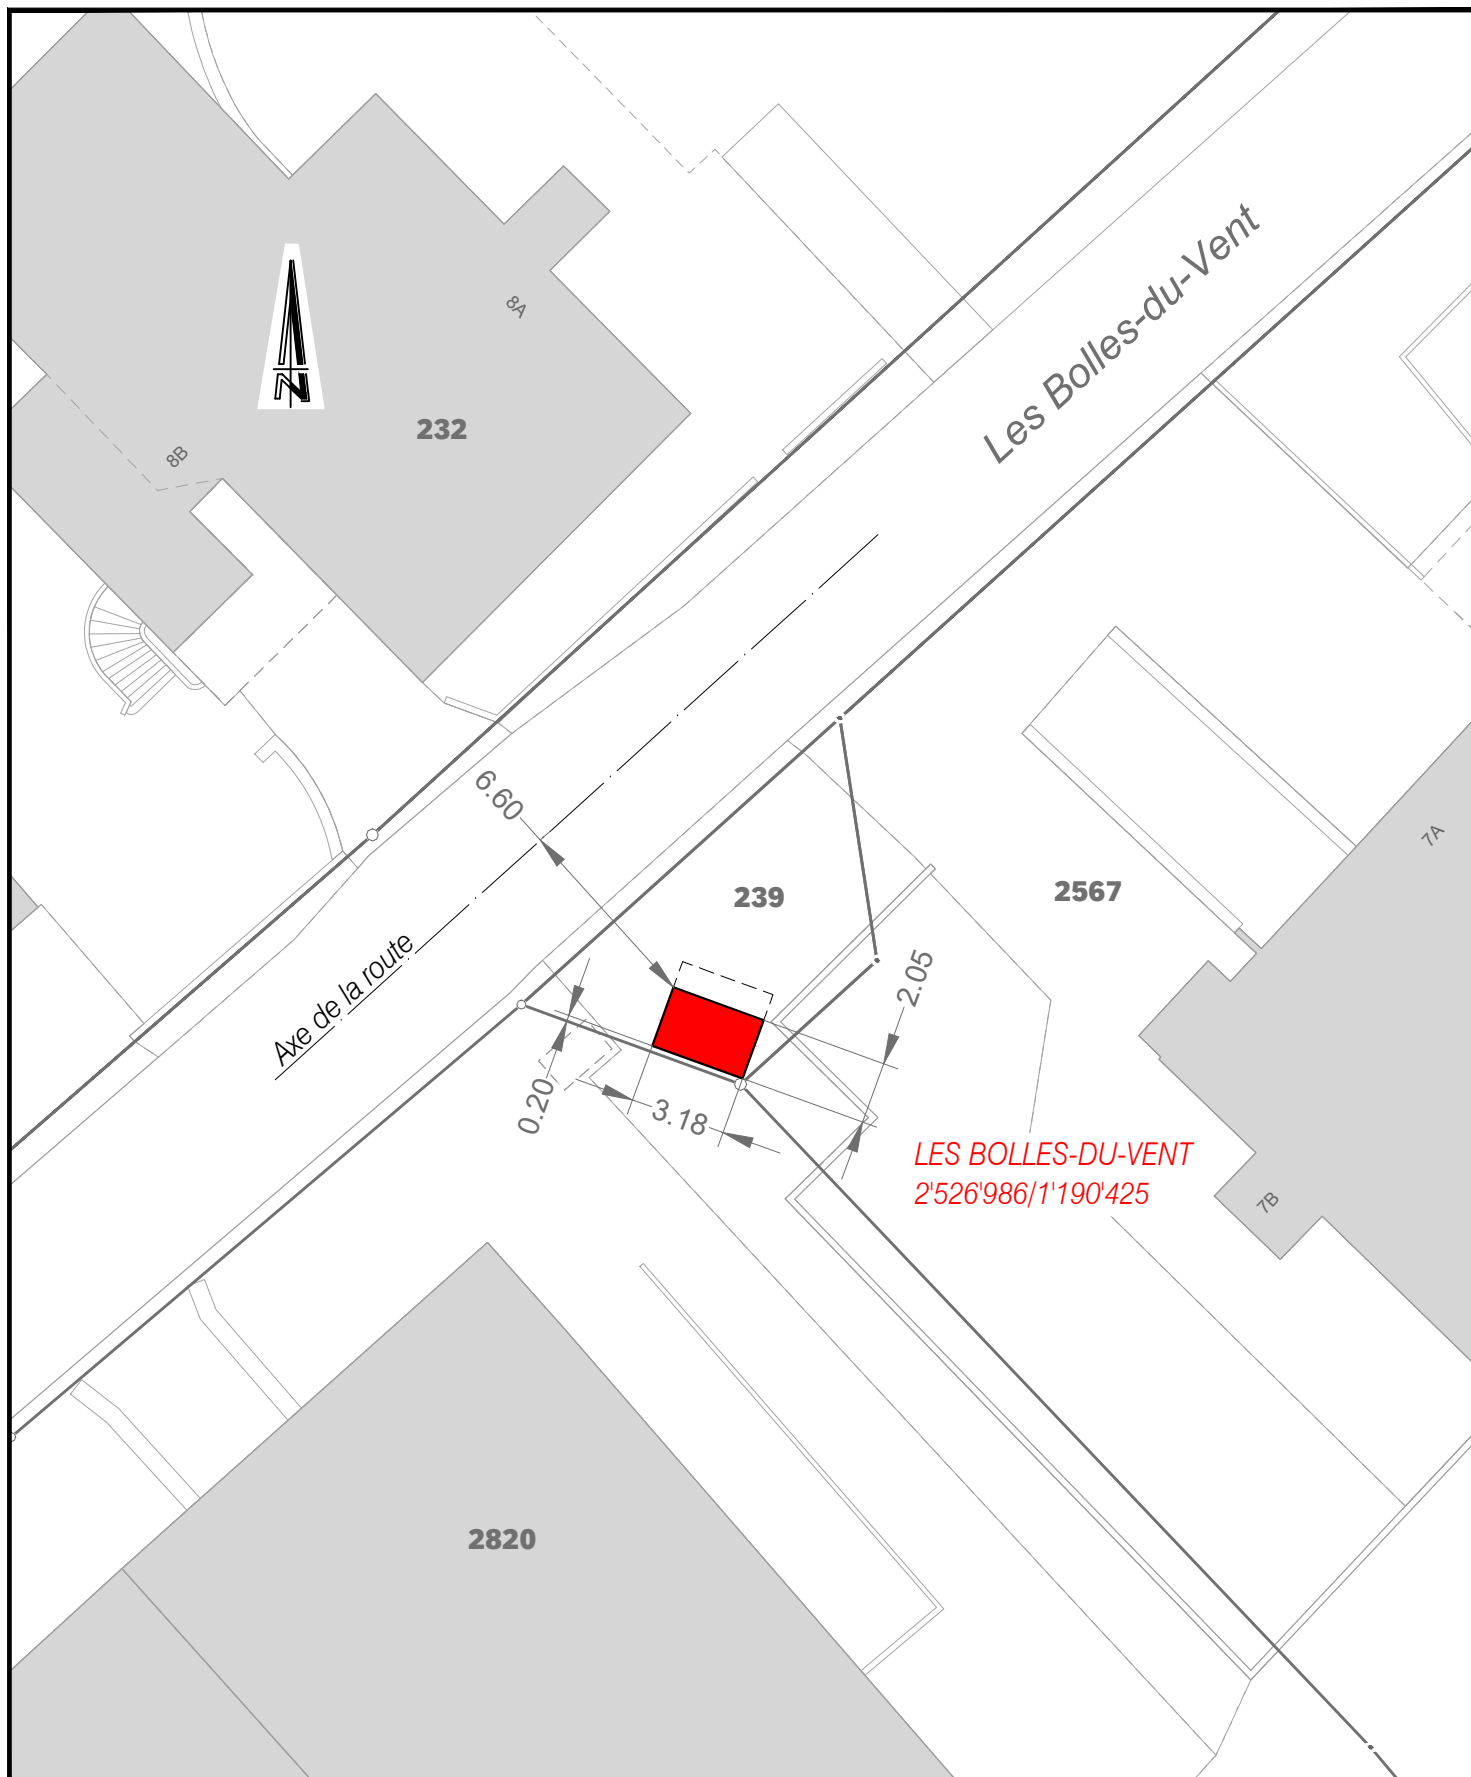 Les Bolles-du-Vent
8A
N
232
8B
6.60
7A
239
2567
Axe de la route
2.05
0.20
3.18
LES BOLLES-DU-VENT
2'526'986/1'190'425
7B
2820